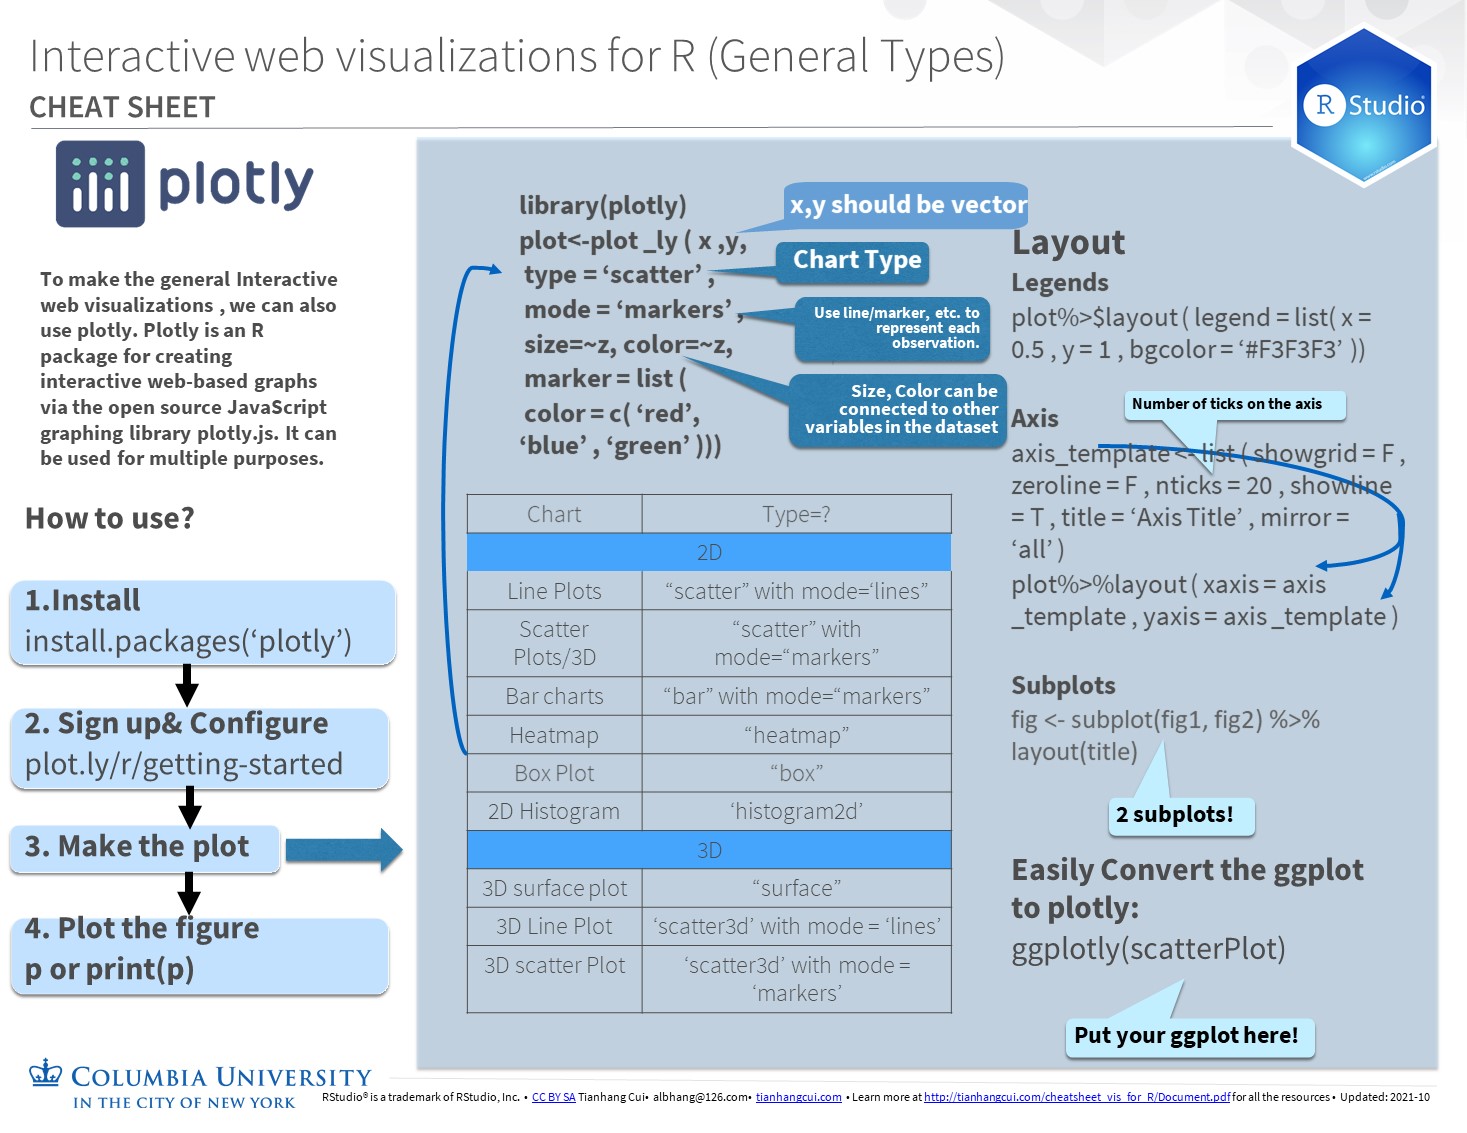 Interactive web visualizations for R (General Types)
CHEAT SHEET
R Studio
plotly
To make the general Interactive
web visualizations , we can also
use plotly. Plotly is an R
package for creating
interactive web-based graphs
via the open source JavaScript
graphing library plotly.js. It can
be used for multiple purposes.
How to use?
1.Install
install.packages(‘plotly’)
2. Sign up& Configure
plot.ly/r/getting-started
3. Make the plot
4. Plot the figure
p or print(p)
library(plotly)
plot<-plot _ly ( x ,y,
type = ‘scatter’ ,
mode = ‘markers’ ,
size=~z, color=~z,
marker = list (
color = c( ‘red’,
‘blue’ , ‘green’ )))
x,y should be vector
Chart Type
Use line/marker, etc. to
represent each
observation.
Size, Color can be
connected to other
variables in the dataset
Chart Type=?
2D
Line Plots “scatter” with mode=‘lines”
Scatter
Plots/3D
“scatter” with
mode=“markers”
Bar charts “bar” with mode=“markers”
Heatmap “heatmap”
Box Plot “box”
2D Histogram ‘histogram2d’
3D
3D surface plot “surface”
3D Line Plot ‘scatter3d’ with mode = ‘lines’
3D scatter Plot ‘scatter3d’ with mode =
‘markers’
Layout
Legends
plot%>$layout ( legend = list( x =
0.5 , y = 1 , bgcolor = ‘#F3F3F3’ ))
Number of ticks on the axis
Axis
axis_template <- list ( showgrid = F ,
zeroline = F , nticks = 20 , showline
= T , title = ‘Axis Title’ , mirror =
‘all’ )
plot%>%layout ( xaxis = axis
_template , yaxis = axis _template )
Subplots
fig <- subplot(fig1, fig2) %>%
layout(title)
2 subplots!
Easily Convert the ggplot
to plotly:
ggplotly(scatterPlot)
Put your ggplot here!
COLUMBIA UNIVERSITY
IN THE CITY OF NEW YORK
RStudio® is a trademark of RStudio, Inc. • CC BY SA Tianhang Cui• albhang@126.com• tianhangcui.com • Learn more at http://tianhangcui.com/cheatsheet_vis_for_R/Document.pdf for all the resources • Updated: 2021-10